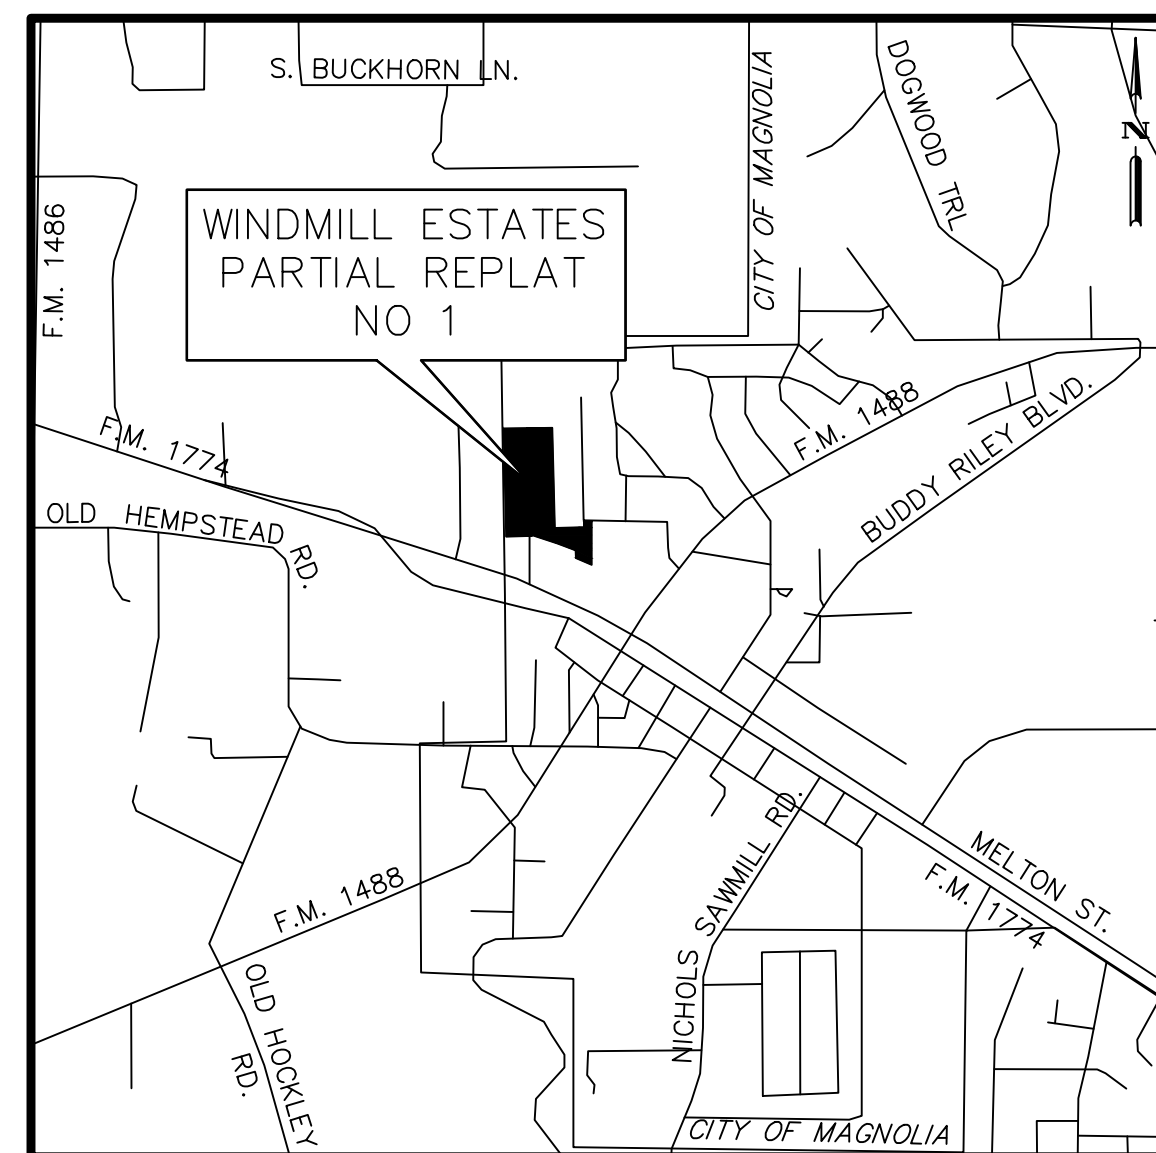 S. BUCKHORN LN.
CITY OF MAGNOLIA
DOGWOOD TRL
N
F.M. 1486
WINDMILL ESTATES
PARTIAL REPLAT
NO 1
F.M. 1774
F.M. 1488
BUDDY RILEY BLVD.
OLD HEMPSTEAD RD.
NICHOLS SAWMILL RD.
MELTON ST.
F.M. 1774
F.M. 1488
OLD HOCKLEY
RD.
CITY OF MAGNOLIA